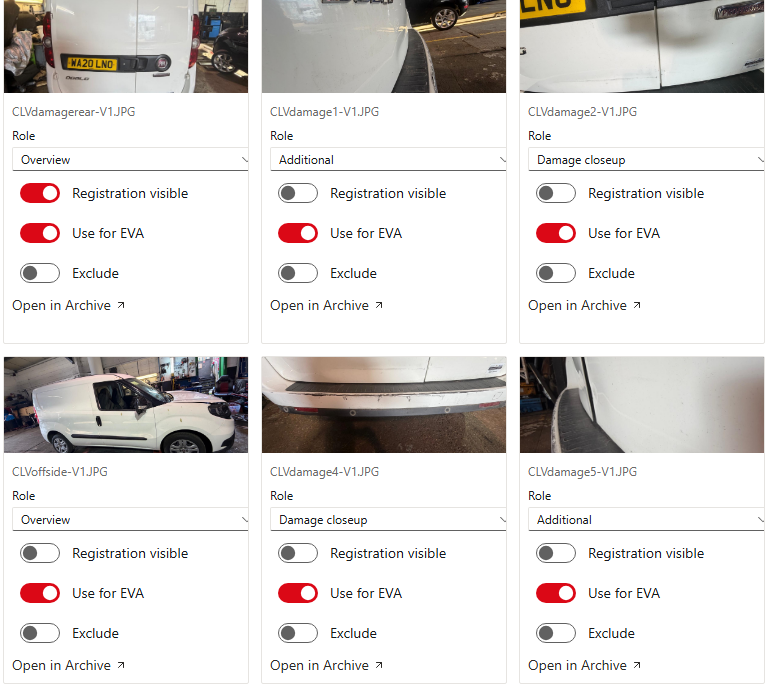 WA20 LNO
DOBLO
CLVdamagerear-V1.JPG
Role
Overview
Registration visible
Use for EVA
Exclude
Open in Archive ↗
CLVdamage1-V1.JPG
Role
Additional
Registration visible
Use for EVA
Exclude
Open in Archive ↗
LNO
CLVdamage2-V1.JPG
Role
Damage closeup
Registration visible
Use for EVA
Exclude
Open in Archive ↗
CLVoffside-V1.JPG
Role
Overview
Registration visible
Use for EVA
Exclude
Open in Archive ↗
CLVdamage4-V1.JPG
Role
Damage closeup
Registration visible
Use for EVA
Exclude
Open in Archive ↗
CLVdamage5-V1.JPG
Role
Additional
Registration visible
Use for EVA
Exclude
Open in Archive ↗